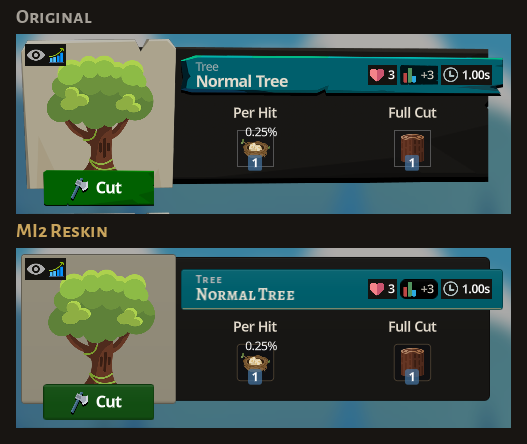 ORIGINAL
Tree
Normal Tree
3
+3
1.00s
Per Hit
Full Cut
0.25%
1
1
Cut
MI2 RESKIN
TREE
NORMAL TREE
3
+3
1.00s
Per Hit
Full Cut
0.25%
1
1
Cut